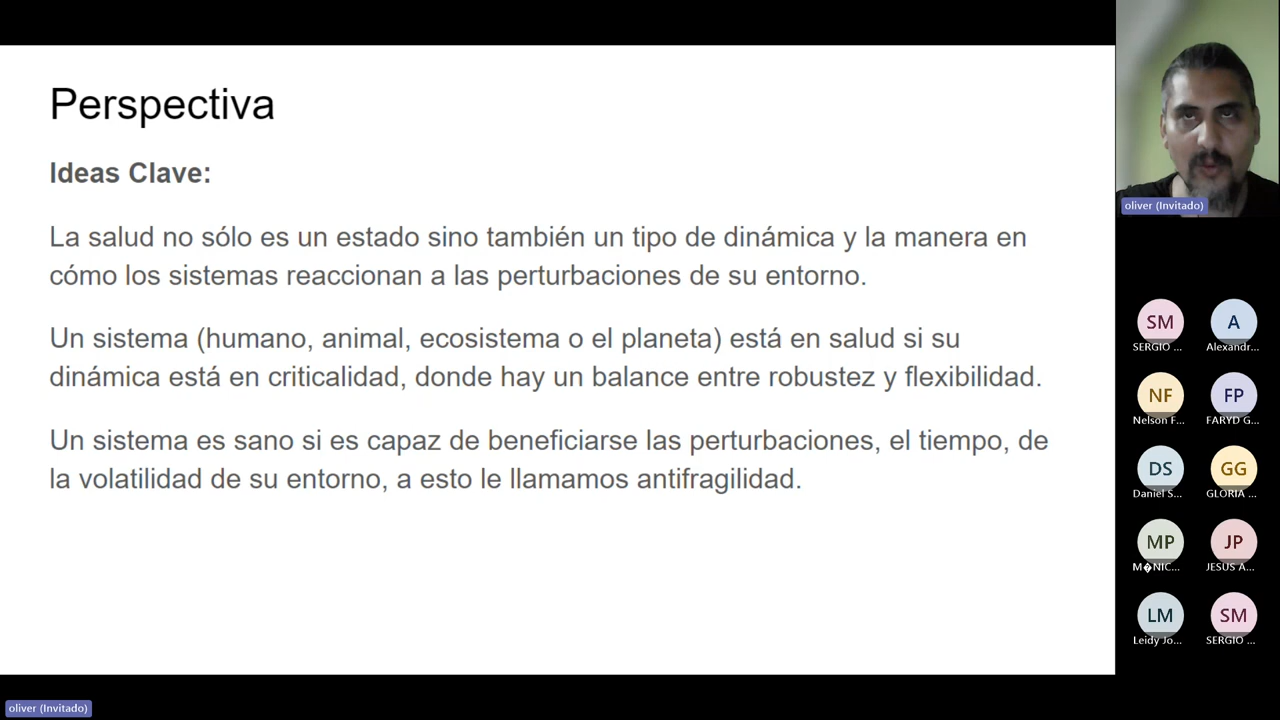 Perspectiva
Ideas Clave:
La salud no sólo es un estado sino también un tipo de dinámica y la manera en
cómo los sistemas reaccionan a las perturbaciones de su entorno.
Un sistema (humano, animal, ecosistema o el planeta) está en salud si su
dinámica está en criticalidad, donde hay un balance entre robustez y flexibilidad.
Un sistema es sano si es capaz de beneficiarse las perturbaciones, el tiempo, de
la volatilidad de su entorno, a esto le llamamos antifragilidad.
oliver (Invitado)
SM
A
SERGIO ...
Alexandr...
NF
FP
Nelson F...
FARYD G...
DS
GG
Daniel S...
GLORIA ...
MP
JP
M�NIC...
JESUS A...
LM
SM
Leidy Jo...
SERGIO ...
oliver (Invitado)